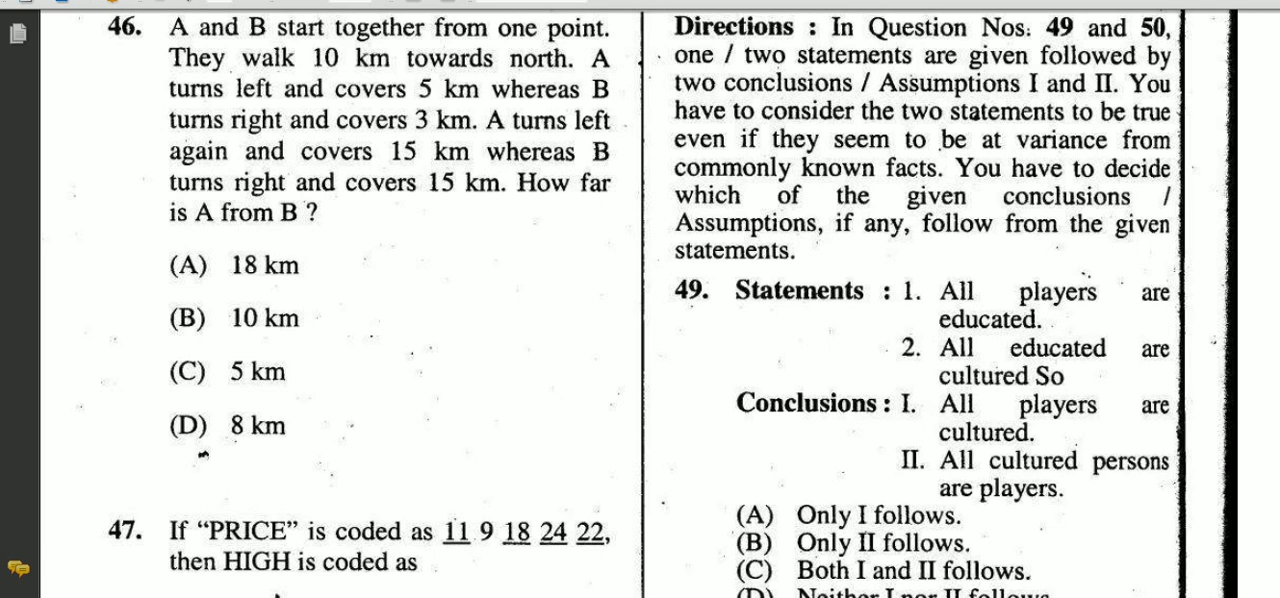 46. A and B start together from one point.
They walk 10 km towards north. A
turns left and covers 5 km whereas B
turns right and covers 3 km. A turns left
again and covers 15 km whereas B
turns right and covers 15 km. How far
is A from B ?
(A) 18 km
(B) 10 km
(C) 5 km
(D) 8 km
47. If “PRICE” is coded as 11 9 18 24 22,
then HIGH is coded as
Directions : In Question Nos. 49 and 50,
one / two statements are given followed by
two conclusions / Assumptions I and II. You
have to consider the two statements to be true
even if they seem to be at variance from
commonly known facts. You have to decide
which of the given conclusions /
Assumptions, if any, follow from the given
statements.
49. Statements : 1. All players are
educated.
2. All educated are
cultured So
Conclusions : I. All players are
cultured.
II. All cultured persons
are players.
(A) Only I follows.
(B) Only II follows.
(C) Both I and II follows.
(D) Neither I nor II follows